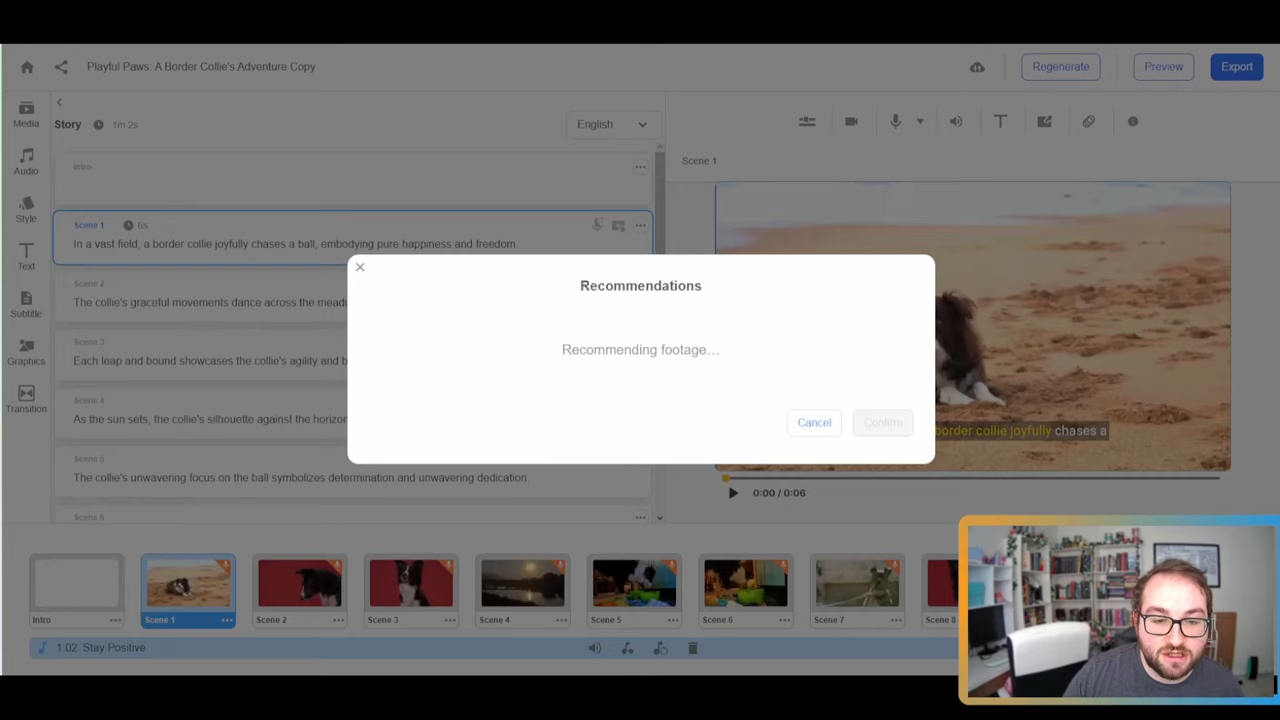 Playful Paws: A Border Collie's Adventure Copy
Regenerate
Preview
Export
Media
Audio
Style
Text
Subtitle
Graphics
Transition
Story
1m 2s
English
Intro
Scene 1
6s
In a vast field, a border collie joyfully chases a ball, embodying pure happiness and freedom.
Scene 2
The collie's graceful movements dance across the
Scene 3
Each leap and bound showcases the collie's agility and
Scene 4
As the sun sets, the collie's silhouette against the
Scene 5
The collie's unwavering focus on the ball symbolizes determination and unwavering dedication.
Scene 6
Recommendations
Recommending footage...
Cancel
Confirm
Scene 1
border collie joyfully chases a
0:00 / 0:06
Intro
Scene 1
Scene 2
Scene 3
Scene 4
Scene 5
Scene 6
Scene 7
Scene 8
1:02 Stay Positive